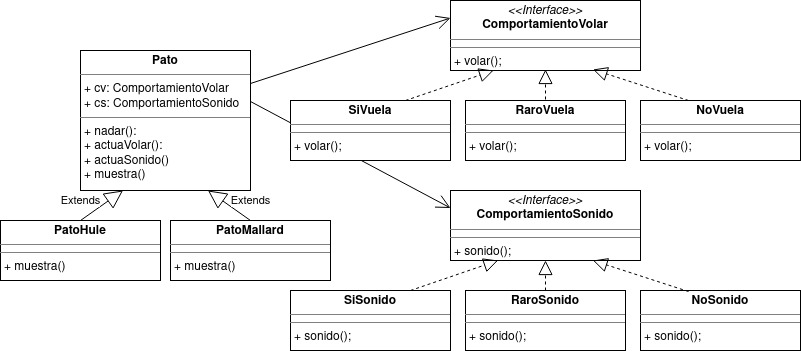 <<Interface>>
ComportamientoVolar
+ volar();
Pato
+ cv: ComportamientoVolar
+ cs: ComportamientoSonido
+ nadar():
+ actuaVolar():
+ actuaSonido()
+ muestra()
SiVuela
+ volar();
RaroVuela
+ volar();
NoVuela
+ volar();
Extends
Extends
<<Interface>>
ComportamientoSonido
+ sonido();
PatoHule
+ muestra()
PatoMallard
+ muestra()
SiSonido
+ sonido();
RaroSonido
+ sonido();
NoSonido
+ sonido();